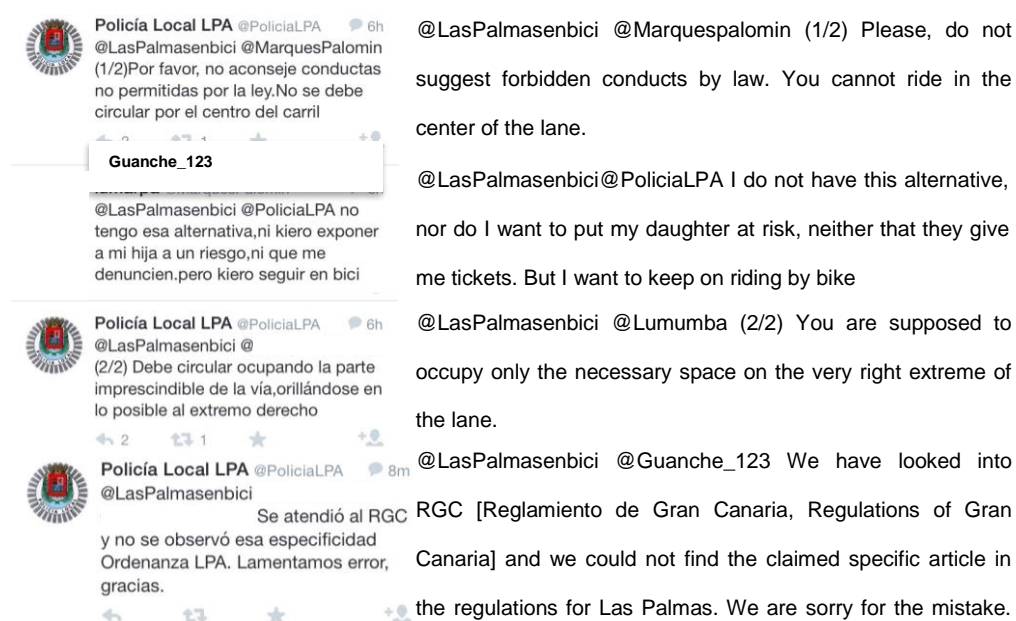 Policía Local LPA @PoliciaLPA 6h
@LasPalmasenbici @MarquesPalomin
(1/2)Por favor, no aconseje conductas
no permitidas por la ley.No se debe
circular por el centro del carril
Guanche_123
@LasPalmasenbici @PoliciaLPA no
tengo esa alternativa,ni kiero exponer
a mi hija a un riesgo,ni que me
denuncien.pero kiero seguir en bici
Policía Local LPA @PoliciaLPA 6h
@LasPalmasenbici @
(2/2) Debe circular ocupando la parte
imprescindible de la vía,orillándose en
lo posible al extremo derecho
2 1
Policía Local LPA @PoliciaLPA 8m
@LasPalmasenbici
Se atendió al RGC
y no se observó esa especificidad
Ordenanza LPA. Lamentamos error,
gracias.
@LasPalmasenbici @Marquespalomin (1/2) Please, do not
suggest forbidden conducts by law. You cannot ride in the
center of the lane.
@LasPalmasenbici@PoliciaLPA I do not have this alternative,
nor do I want to put my daughter at risk, neither that they give
me tickets. But I want to keep on riding by bike
@LasPalmasenbici @Lumumba (2/2) You are supposed to
occupy only the necessary space on the very right extreme of
the lane.
@LasPalmasenbici @Guanche_123 We have looked into
RGC [Reglamiento de Gran Canaria, Regulations of Gran
Canaria] and we could not find the claimed specific article in
the regulations for Las Palmas. We are sorry for the mistake.